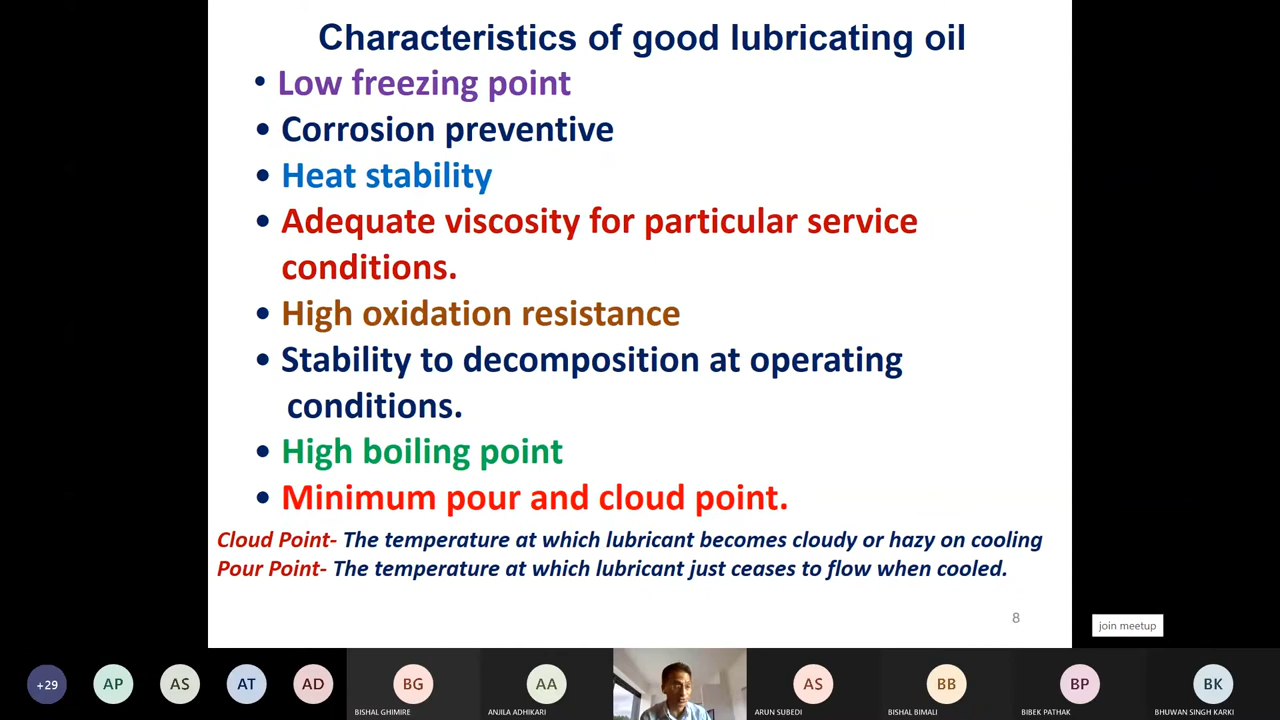 Characteristics of good lubricating oil
• Low freezing point
• Corrosion preventive
• Heat stability
• Adequate viscosity for particular service
conditions.
• High oxidation resistance
• Stability to decomposition at operating
conditions.
• High boiling point
• Minimum pour and cloud point.
Cloud Point- The temperature at which lubricant becomes cloudy or hazy on cooling
Pour Point- The temperature at which lubricant just ceases to flow when cooled.
8
join meetup
+29
AP
AS
AT
AD
BG
AA
AS
BB
BP
BK
BISHAL GHIMIRE
ANJILA ADHIKARI
ARUN SUBEDI
BISHAL BIMALI
BIBEK PATHAK
BHUWAN SINGH KARKI